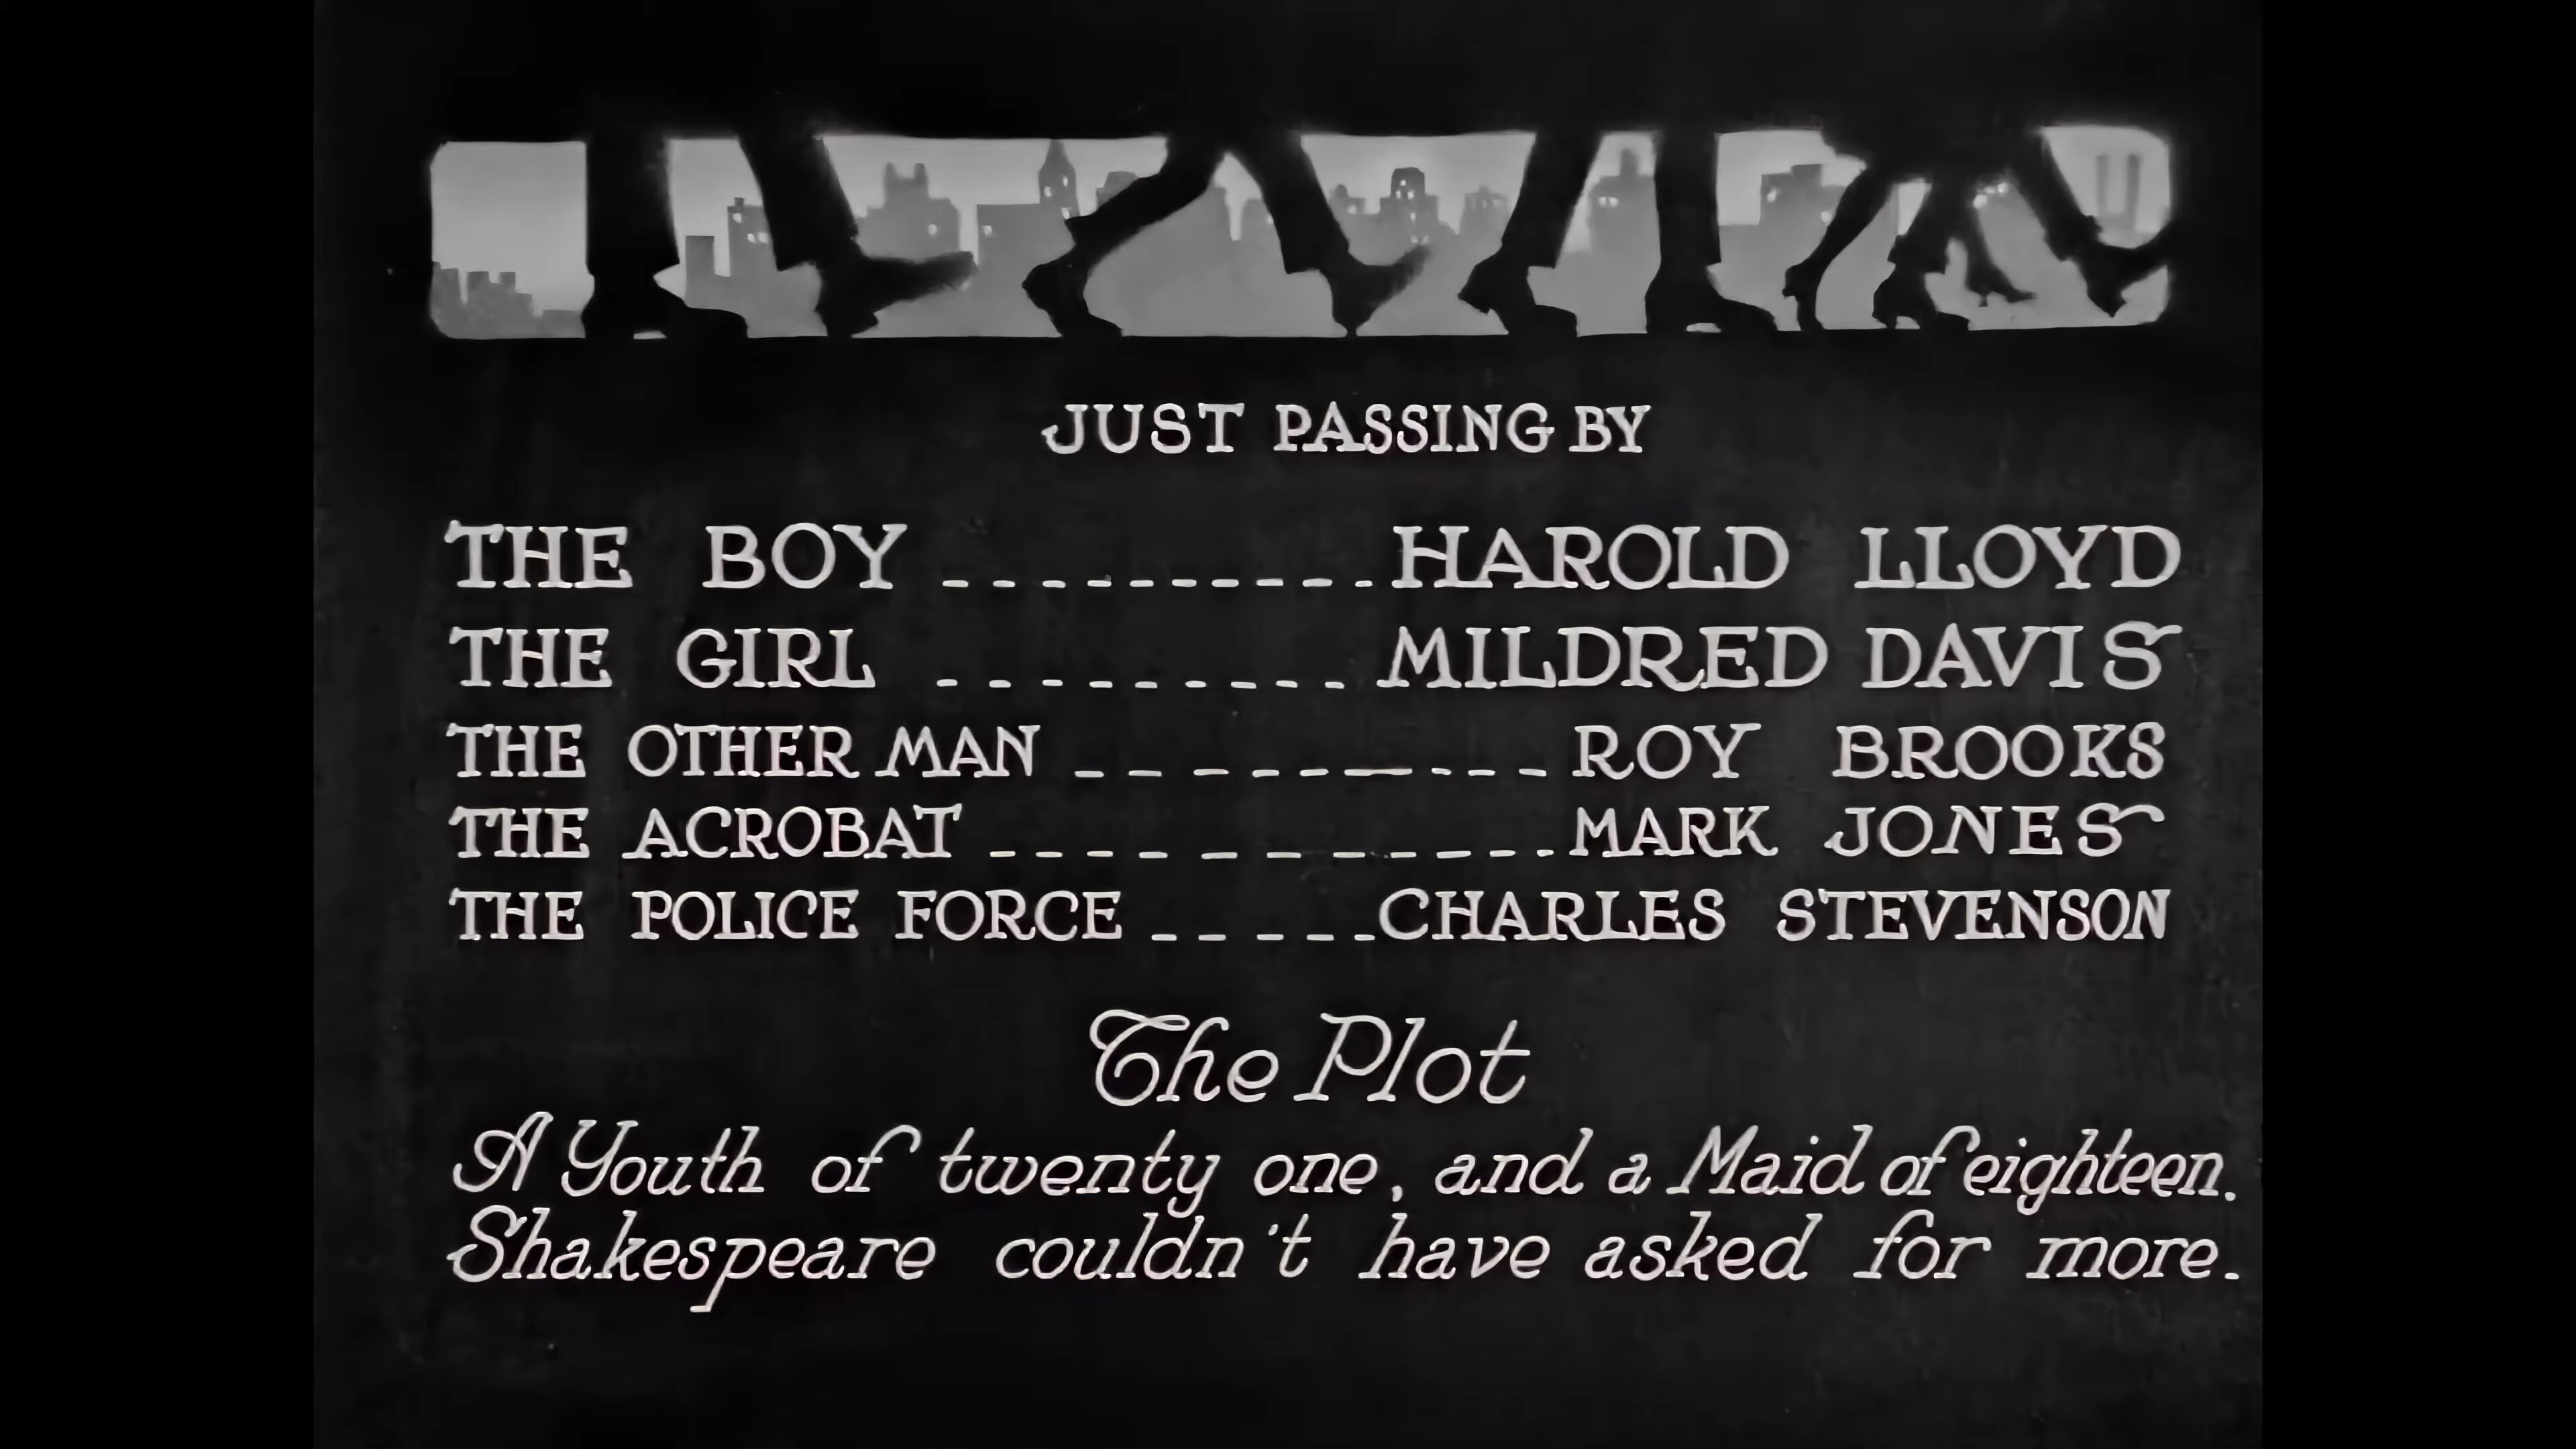 JUST PASSING BY
THE BOY ---------- HAROLD LLOYD
THE GIRL --------- MILDRED DAVIS
THE OTHER MAN ---------- ROY BROOKS
THE ACROBAT ------------ MARK JONES
THE POLICE FORCE ----- CHARLES STEVENSON
The Plot
A Youth of twenty one, and a Maid of eighteen.
Shakespeare couldn't have asked for more.